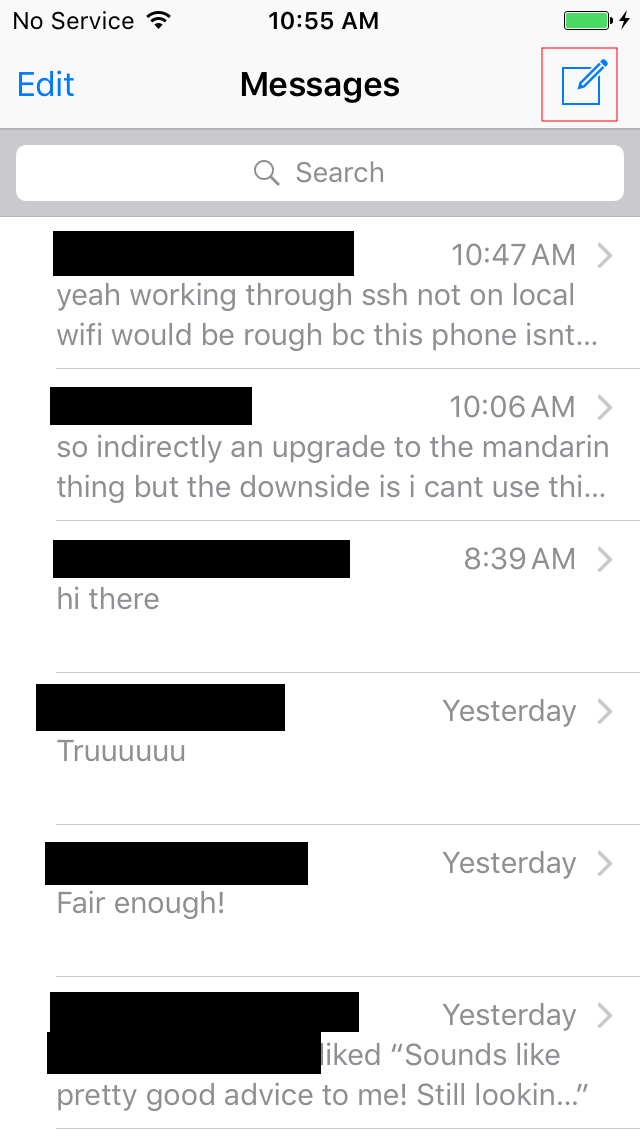 No Service 10:55 AM
Edit Messages
Search
10:47 AM
yeah working through ssh not on local
wifi would be rough bc this phone isnt...
10:06 AM
so indirectly an upgrade to the mandarin
thing but the downside is i cant use thi...
8:39 AM
hi there
Yesterday
Truuuuuu
Yesterday
Fair enough!
Yesterday
liked “Sounds like
pretty good advice to me! Still lookin...”